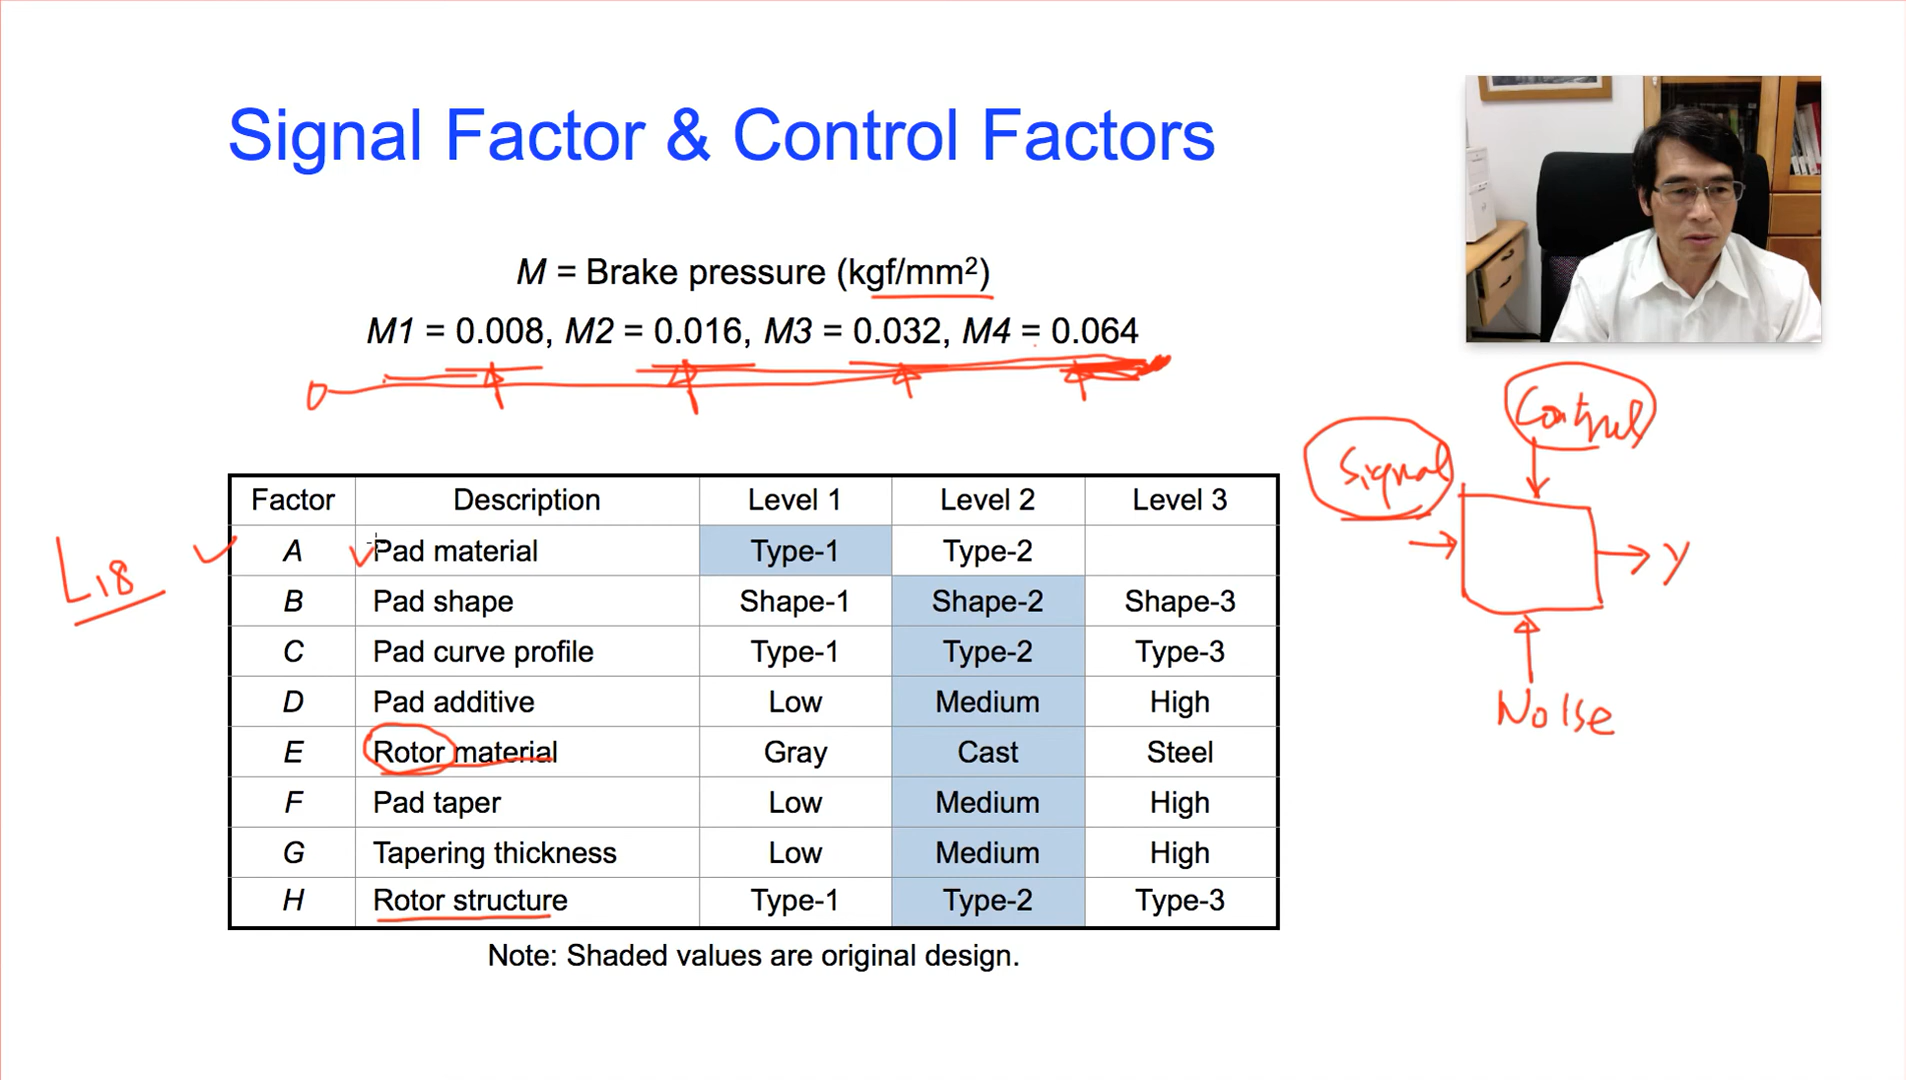 Signal Factor & Control Factors
M = Brake pressure (kgf/mm²)
M1 = 0.008, M2 = 0.016, M3 = 0.032, M4 = 0.064
0
Control
Signal
y
Noise
L18
Factor Description Level 1 Level 2 Level 3
A Pad material Type-1 Type-2
B Pad shape Shape-1 Shape-2 Shape-3
C Pad curve profile Type-1 Type-2 Type-3
D Pad additive Low Medium High
E Rotor material Gray Cast Steel
F Pad taper Low Medium High
G Tapering thickness Low Medium High
H Rotor structure Type-1 Type-2 Type-3
Note: Shaded values are original design.